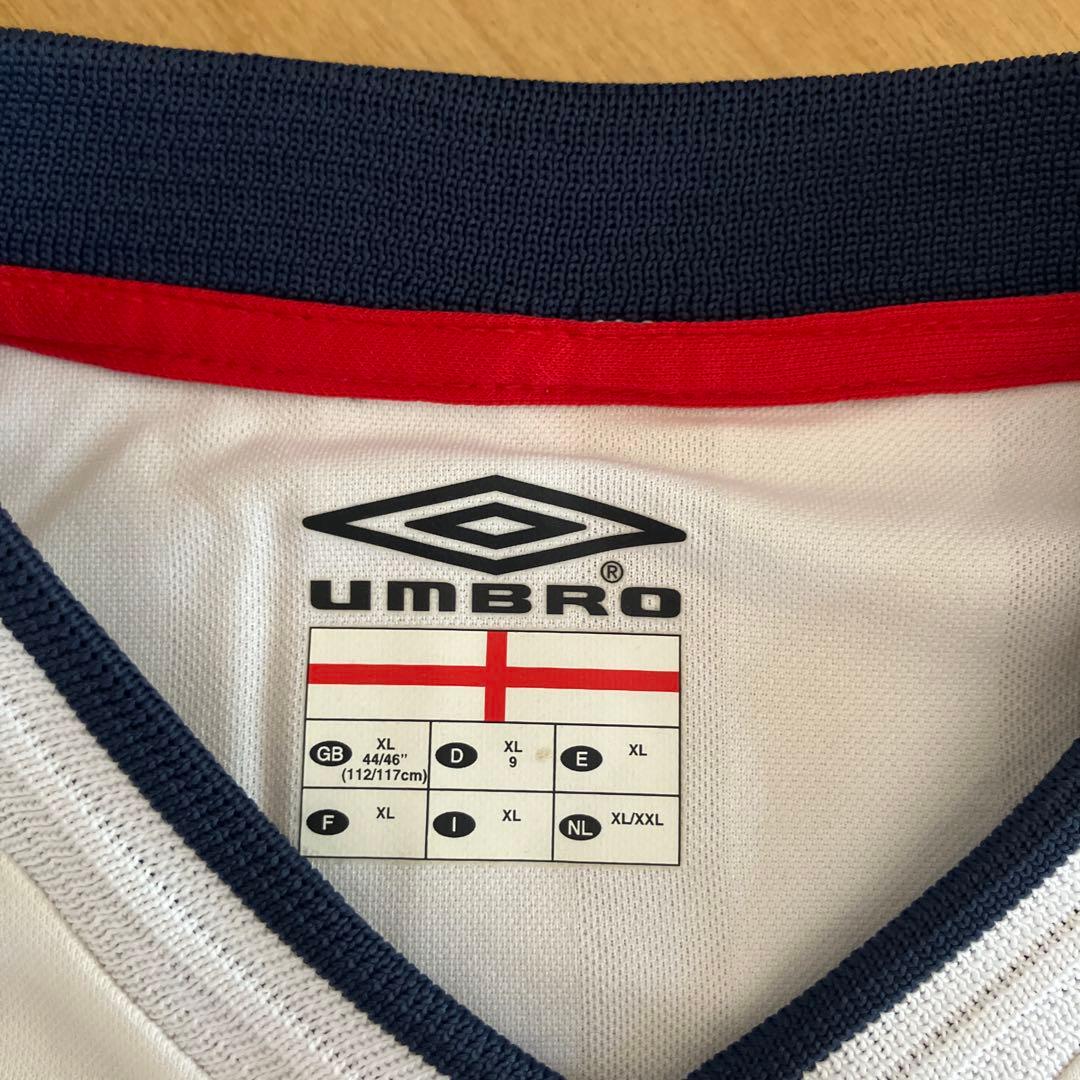 UMBRO®
GB XL
44/46"
(112/117cm)
D XL
9
E XL
F XL
I XL
NL XL/XXL